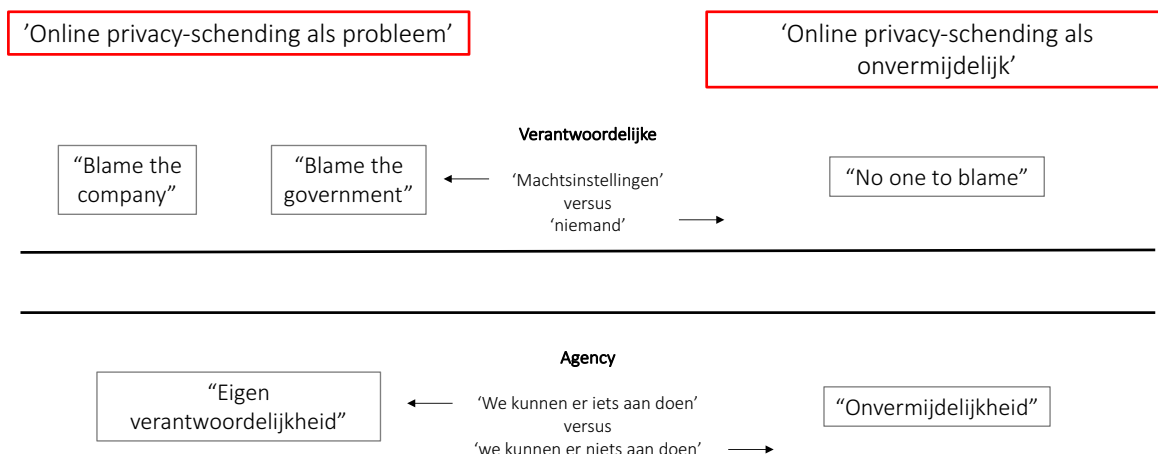 ’Online privacy-schending als probleem’
‘Online privacy-schending als
onvermijdelijk’
Verantwoordelijke
“Blame the
company”
“Blame the
government”
‘Machtsinstellingen’
versus
‘niemand’
“No one to blame”
Agency
“Eigen
verantwoordelijkheid”
‘We kunnen er iets aan doen’
versus
‘we kunnen er niets aan doen’
“Onvermijdelijkheid”